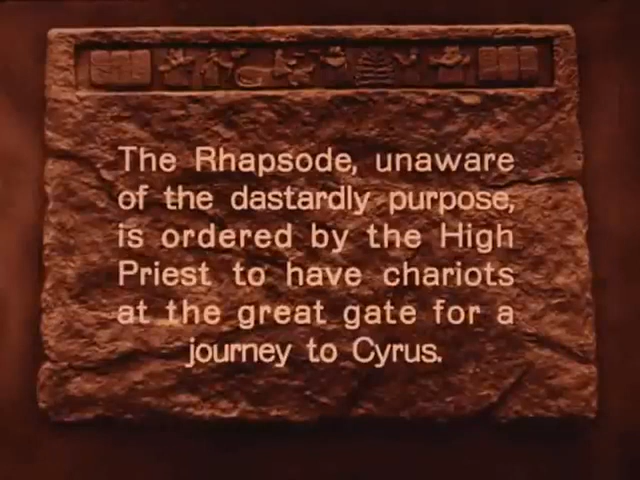 The Rhapsode, unaware
of the dastardly purpose,
is ordered by the High
Priest to have chariots
at the great gate for a
journey to Cyrus.